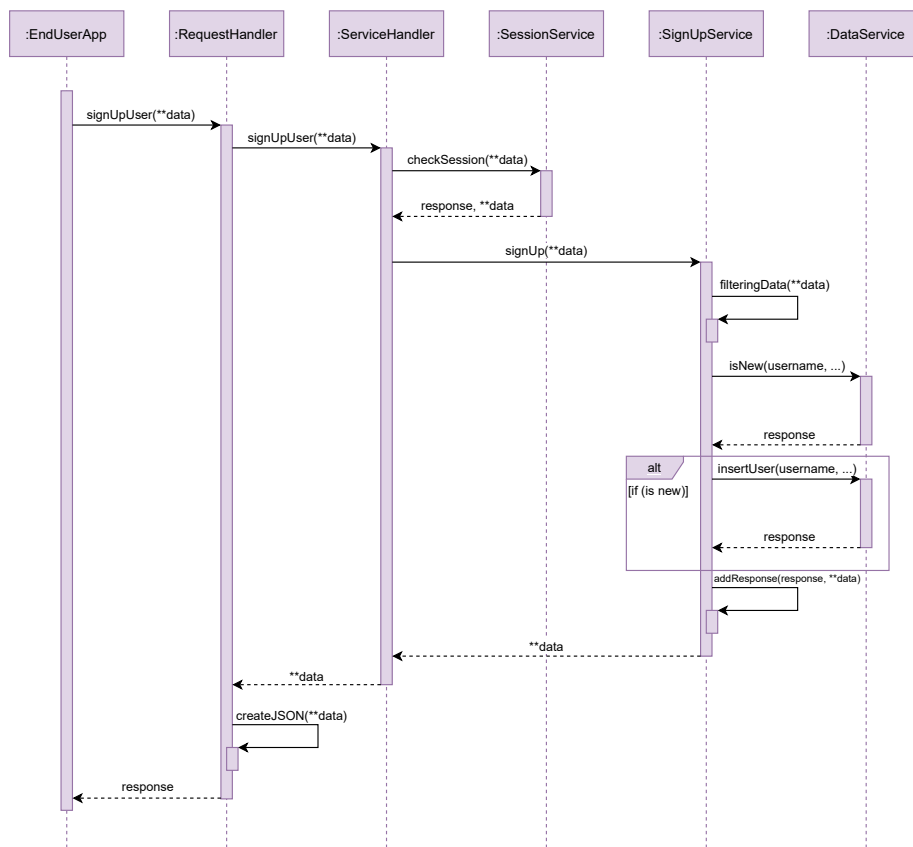 :EndUserApp
:RequestHandler
:ServiceHandler
:SessionService
:SignUpService
:DataService
signUpUser(**data)
signUpUser(**data)
checkSession(**data)
response, **data
signUp(**data)
filteringData(**data)
isNew(username, ...)
response
alt
insertUser(username, ...)
[if (is new)]
response
addResponse(response, **data)
**data
**data
createJSON(**data)
response